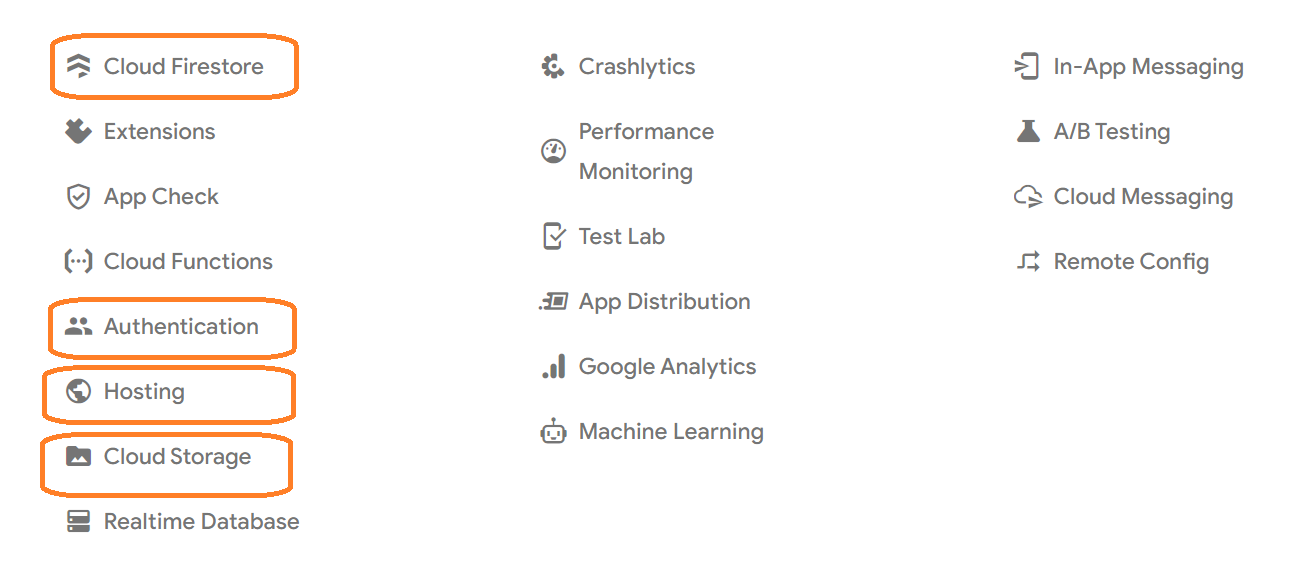 Cloud Firestore
Extensions
App Check
Cloud Functions
Authentication
Hosting
Cloud Storage
Realtime Database
Crashlytics
Performance
Monitoring
Test Lab
App Distribution
Google Analytics
Machine Learning
In-App Messaging
A/B Testing
Cloud Messaging
Remote Config